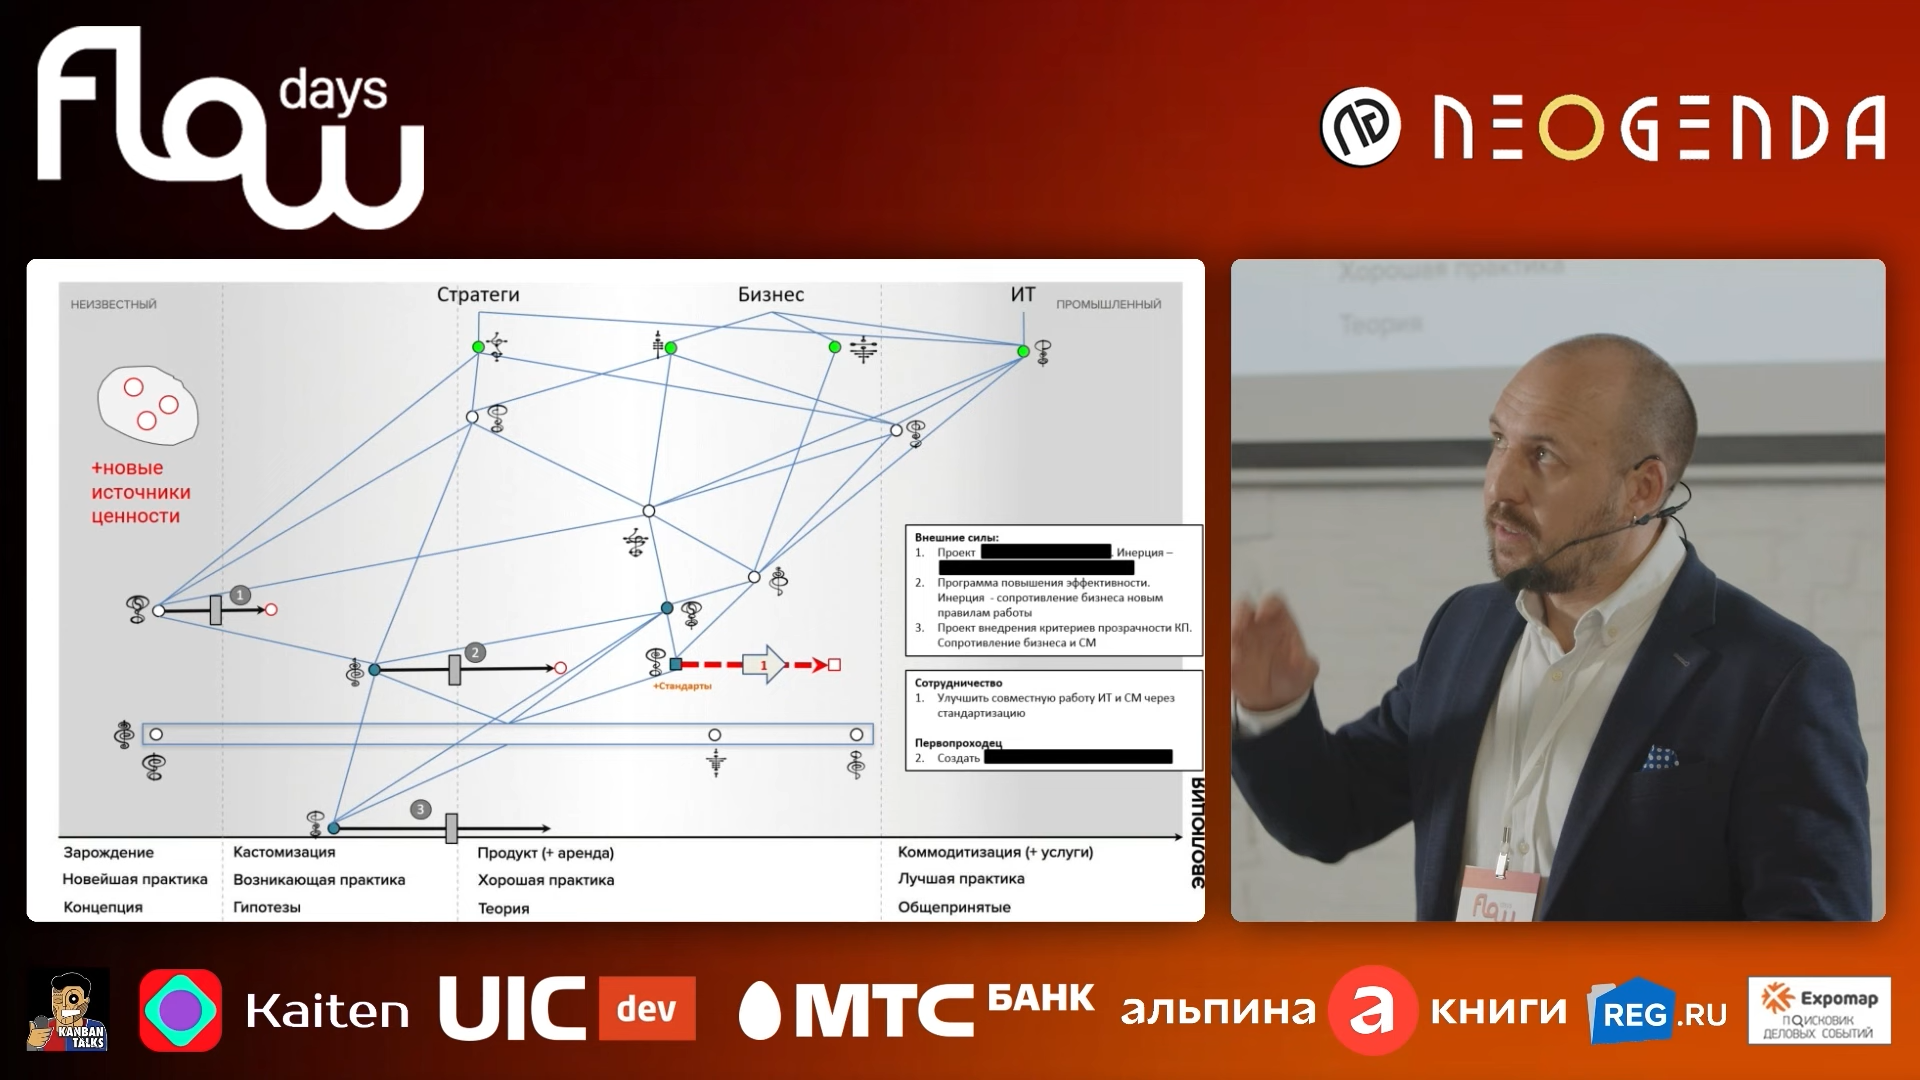 flow
days
NEOGENDA
НЕИЗВЕСТНЫЙ
Стратеги
Бизнес
ИТ
ПРОМЫШЛЕННЫЙ
+новые
источники
ценности
1
2
3
1
+Стандарты
Внешние силы:
1. Проект . Инерция –
2. Программа повышения эффективности.
Инерция - сопротивление бизнеса новым
правилам работы
3. Проект внедрения критериев прозрачности КП.
Сопротивление бизнеса и СМ
Сотрудничество
1. Улучшить совместную работу ИТ и СМ через
стандартизацию
Первопроходец
2. Создать
ЭВОЛЮЦИЯ
Зарождение
Кастомизация
Продукт (+ аренда)
Коммодитизация (+ услуги)
Новейшая практика
Возникающая практика
Хорошая практика
Лучшая практика
Концепция
Гипотезы
Теория
Общепринятые
Хорошая практика
Теория
flow
KANBAN
TALKS
Kaiten
UIC dev
МТС БАНК
альпина а книги
REG.RU
Expomap
ПОИСКОВИК
ДЕЛОВЫХ СОБЫТИЙ